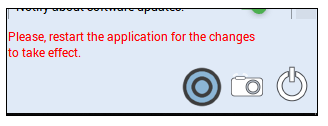 Notify about software updates.
Please, restart the application for the changes
to take effect.